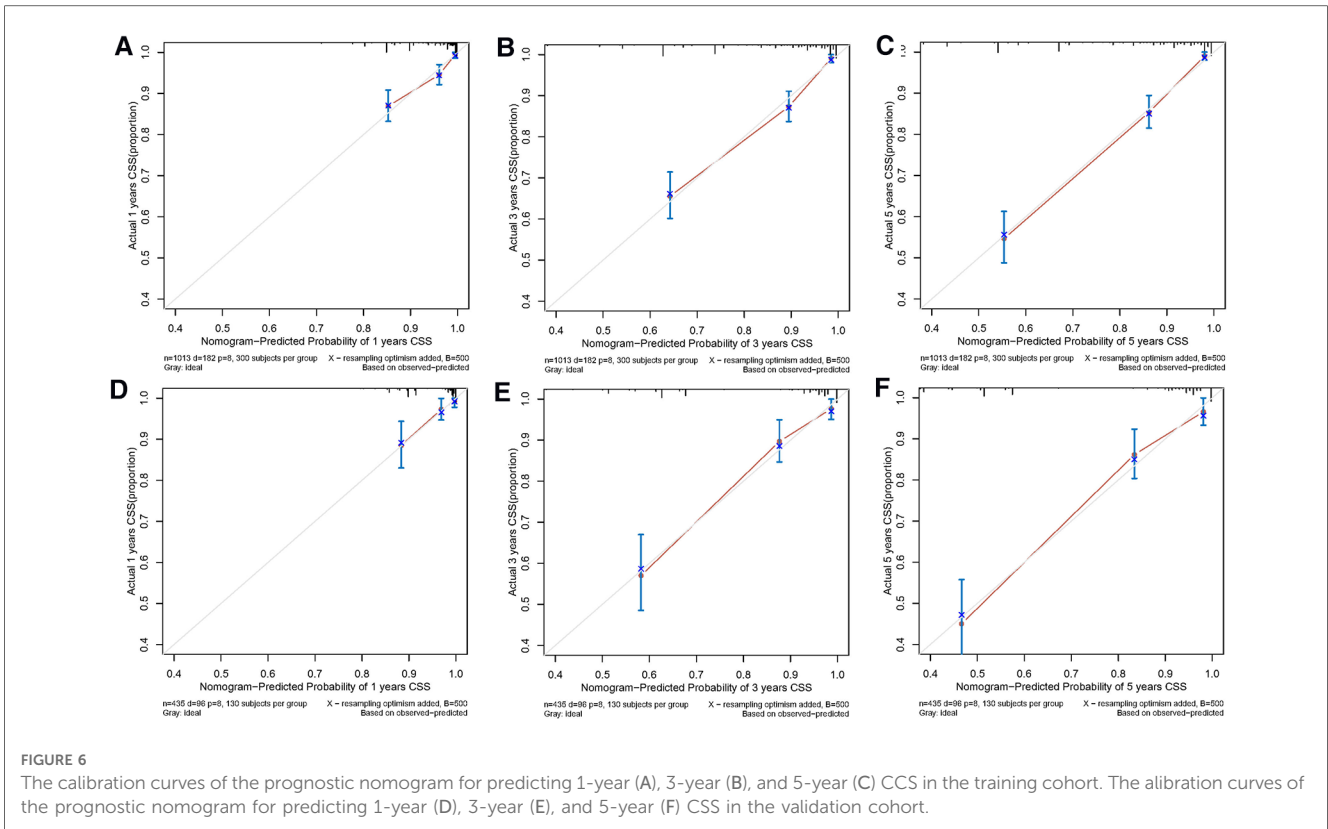 A
Actual 1 years CSS(proportion)
0.4 0.5 0.6 0.7 0.8 0.9 1.0
0.4 0.5 0.6 0.7 0.8 0.9 1.0
Nomogram−Predicted Probability of 1 years CSS
n=1013 d=182 p=8, 300 subjects per group X − resampling optimism added, B=500
Gray: ideal Based on observed−predicted
B
Actual 3 years CSS(proportion)
0.4 0.5 0.6 0.7 0.8 0.9 1.0
0.4 0.5 0.6 0.7 0.8 0.9 1.0
Nomogram−Predicted Probability of 3 years CSS
n=1013 d=182 p=8, 300 subjects per group X − resampling optimism added, B=500
Gray: ideal Based on observed−predicted
C
Actual 5 years CSS(proportion)
0.4 0.5 0.6 0.7 0.8 0.9 1.0
0.4 0.5 0.6 0.7 0.8 0.9 1.0
Nomogram−Predicted Probability of 5 years CSS
n=1013 d=182 p=8, 300 subjects per group X − resampling optimism added, B=500
Gray: ideal Based on observed−predicted
D
Actual 1 years CSS(proportion)
0.4 0.5 0.6 0.7 0.8 0.9 1.0
0.4 0.5 0.6 0.7 0.8 0.9 1.0
Nomogram−Predicted Probability of 1 years CSS
n=435 d=96 p=8, 130 subjects per group X − resampling optimism added, B=500
Gray: ideal Based on observed−predicted
E
Actual 3 years CSS(proportion)
0.4 0.5 0.6 0.7 0.8 0.9 1.0
0.4 0.5 0.6 0.7 0.8 0.9 1.0
Nomogram−Predicted Probability of 3 years CSS
n=435 d=96 p=8, 130 subjects per group X − resampling optimism added, B=500
Gray: ideal Based on observed−predicted
F
Actual 5 years CSS(proportion)
0.4 0.5 0.6 0.7 0.8 0.9 1.0
0.4 0.5 0.6 0.7 0.8 0.9 1.0
Nomogram−Predicted Probability of 5 years CSS
n=435 d=96 p=8, 130 subjects per group X − resampling optimism added, B=500
Gray: ideal Based on observed−predicted
FIGURE 6
The calibration curves of the prognostic nomogram for predicting 1-year (A), 3-year (B), and 5-year (C) CCS in the training cohort. The alibration curves of
the prognostic nomogram for predicting 1-year (D), 3-year (E), and 5-year (F) CSS in the validation cohort.